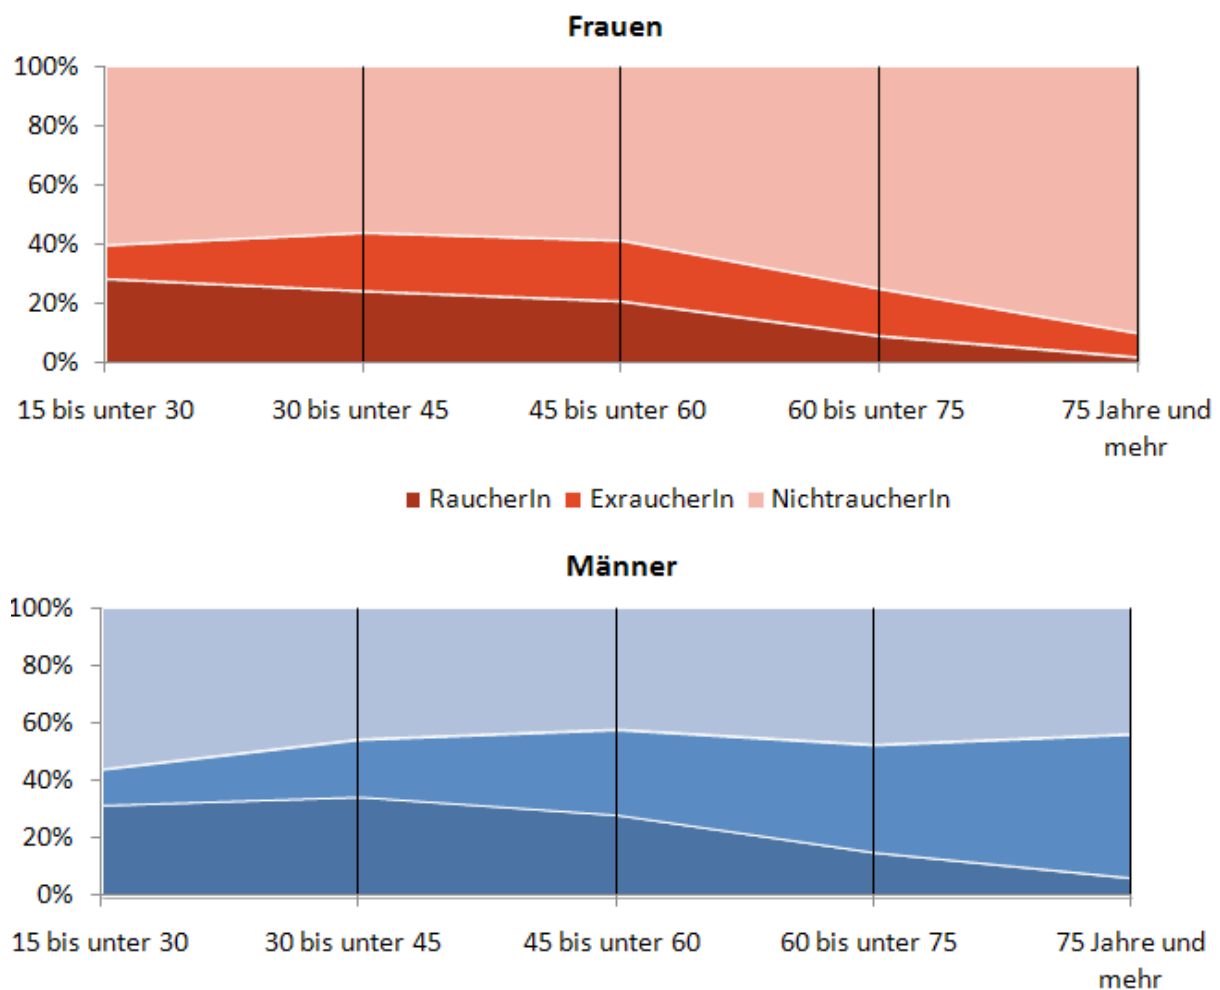 Frauen
100%
80%
60%
40%
20%
0%
15 bis unter 30 30 bis unter 45 45 bis unter 60 60 bis unter 75 75 Jahre und mehr
RaucherIn ExraucherIn NichtraucherIn
Männer
100%
80%
60%
40%
20%
0%
15 bis unter 30 30 bis unter 45 45 bis unter 60 60 bis unter 75 75 Jahre und mehr